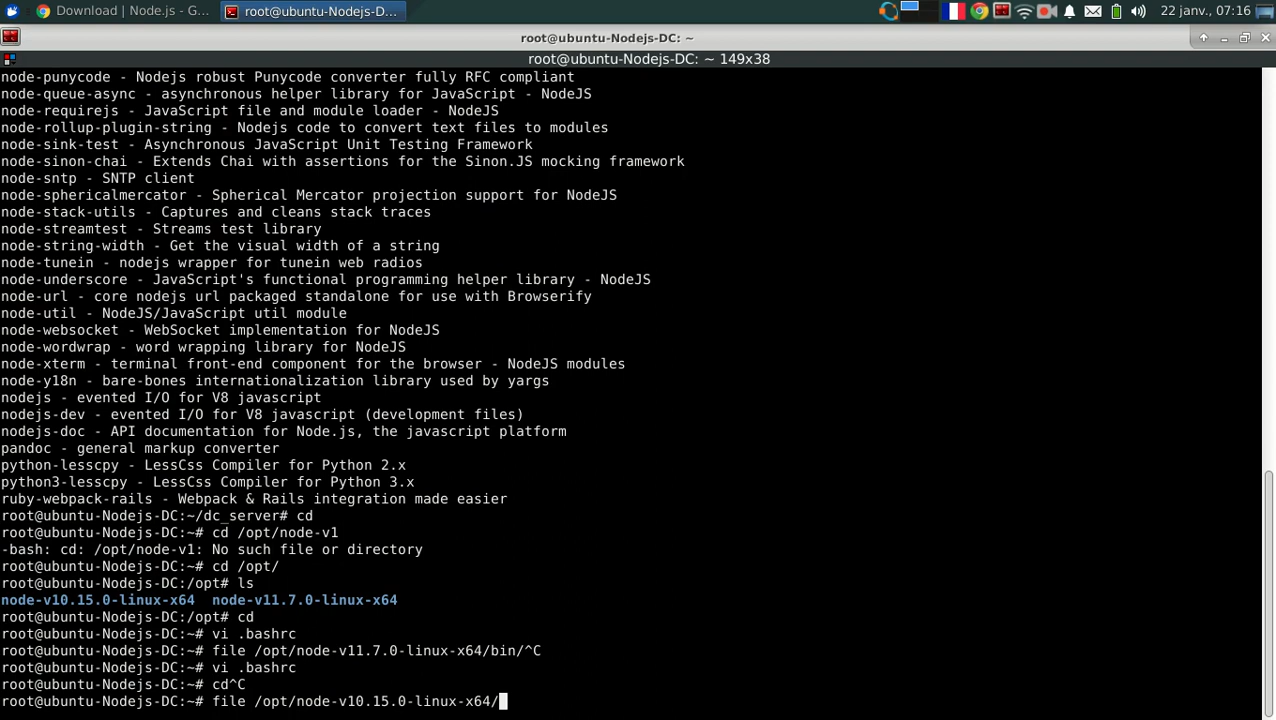 Download | Node.js - G...
root@ubuntu-Nodejs-D...
22 janv., 07:16
root@ubuntu-Nodejs-DC: ~
root@ubuntu-Nodejs-DC: ~ 149x38
node-punycode - Nodejs robust Punycode converter fully RFC compliant
node-queue-async - asynchronous helper library for JavaScript - NodeJS
node-requirejs - JavaScript file and module loader - NodeJS
node-rollup-plugin-string - Nodejs code to convert text files to modules
node-sink-test - Asynchronous JavaScript Unit Testing Framework
node-sinon-chai - Extends Chai with assertions for the Sinon.JS mocking framework
node-sntp - SNTP client
node-sphericalmercator - Spherical Mercator projection support for NodeJS
node-stack-utils - Captures and cleans stack traces
node-streamtest - Streams test library
node-string-width - Get the visual width of a string
node-tunein - nodejs wrapper for tunein web radios
node-underscore - JavaScript's functional programming helper library - NodeJS
node-url - core nodejs url packaged standalone for use with Browserify
node-util - NodeJS/JavaScript util module
node-websocket - WebSocket implementation for NodeJS
node-wordwrap - word wrapping library for NodeJS
node-xterm - terminal front-end component for the browser - NodeJS modules
node-y18n - bare-bones internationalization library used by yargs
nodejs - evented I/O for V8 javascript
nodejs-dev - evented I/O for V8 javascript (development files)
nodejs-doc - API documentation for Node.js, the javascript platform
pandoc - general markup converter
python-lesscpy - LessCss Compiler for Python 2.x
python3-lesscpy - LessCss Compiler for Python 3.x
ruby-webpack-rails - Webpack & Rails integration made easier
root@ubuntu-Nodejs-DC:~/dc_server# cd
root@ubuntu-Nodejs-DC:~# cd /opt/node-v1
-bash: cd: /opt/node-v1: No such file or directory
root@ubuntu-Nodejs-DC:~# cd /opt/
root@ubuntu-Nodejs-DC:/opt# ls
node-v10.15.0-linux-x64  node-v11.7.0-linux-x64
root@ubuntu-Nodejs-DC:/opt# cd
root@ubuntu-Nodejs-DC:~# vi .bashrc
root@ubuntu-Nodejs-DC:~# file /opt/node-v11.7.0-linux-x64/bin/^C
root@ubuntu-Nodejs-DC:~# vi .bashrc
root@ubuntu-Nodejs-DC:~# cd^C
root@ubuntu-Nodejs-DC:~# file /opt/node-v10.15.0-linux-x64/